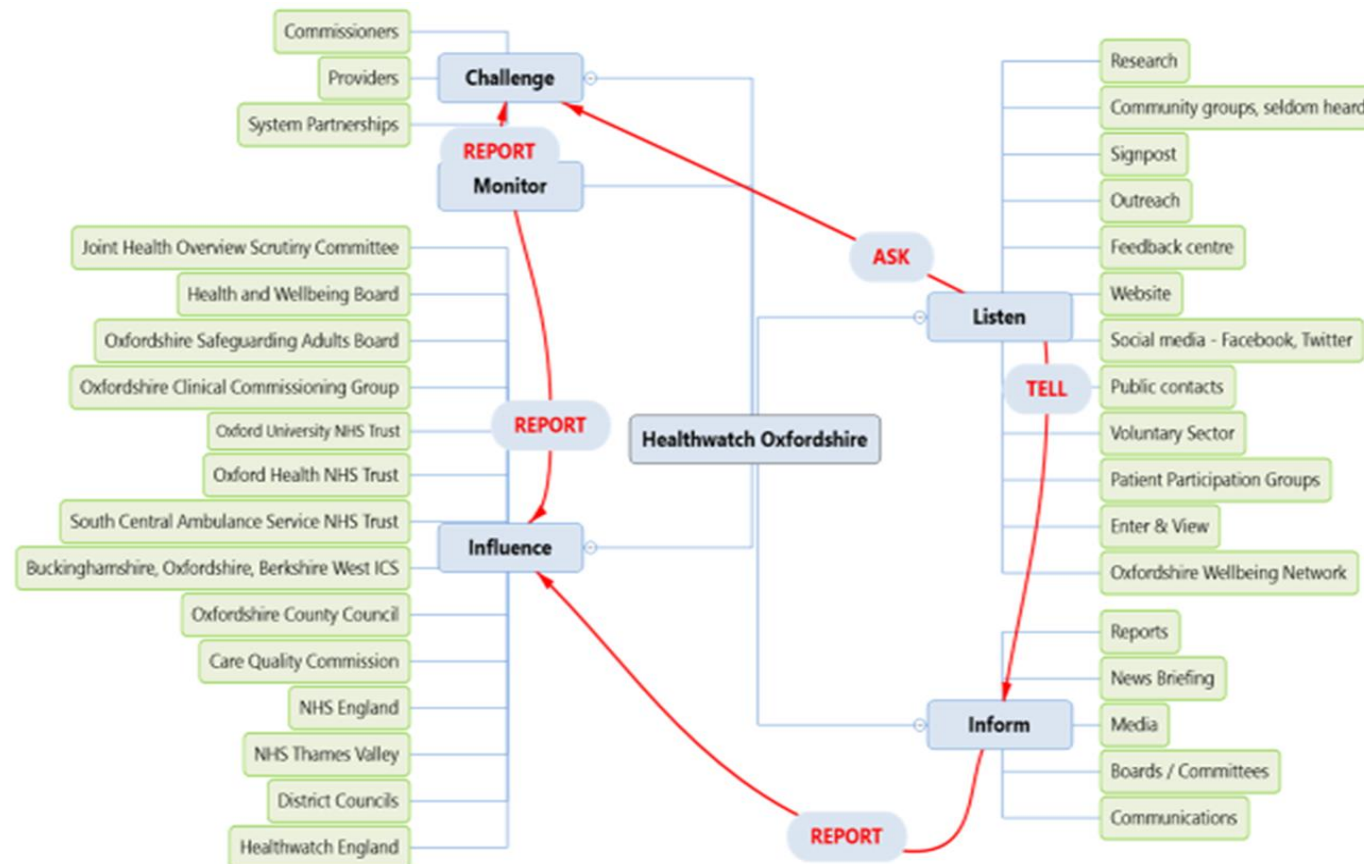 Commissioners
Providers
System Partnerships
Challenge
REPORT
Monitor
Joint Health Overview Scrutiny Committee
Health and Wellbeing Board
Oxfordshire Safeguarding Adults Board
Oxfordshire Clinical Commissioning Group
Oxford University NHS Trust
Oxford Health NHS Trust
South Central Ambulance Service NHS Trust
Buckinghamshire, Oxfordshire, Berkshire West ICS
Oxfordshire County Council
Care Quality Commission
NHS England
NHS Thames Valley
District Councils
Healthwatch England
REPORT
Influence
Healthwatch Oxfordshire
ASK
Listen
TELL
Research
Community groups, seldom heard
Signpost
Outreach
Feedback centre
Website
Social media - Facebook, Twitter
Public contacts
Voluntary Sector
Patient Participation Groups
Enter & View
Oxfordshire Wellbeing Network
Inform
Reports
News Briefing
Media
Boards / Committees
Communications
REPORT